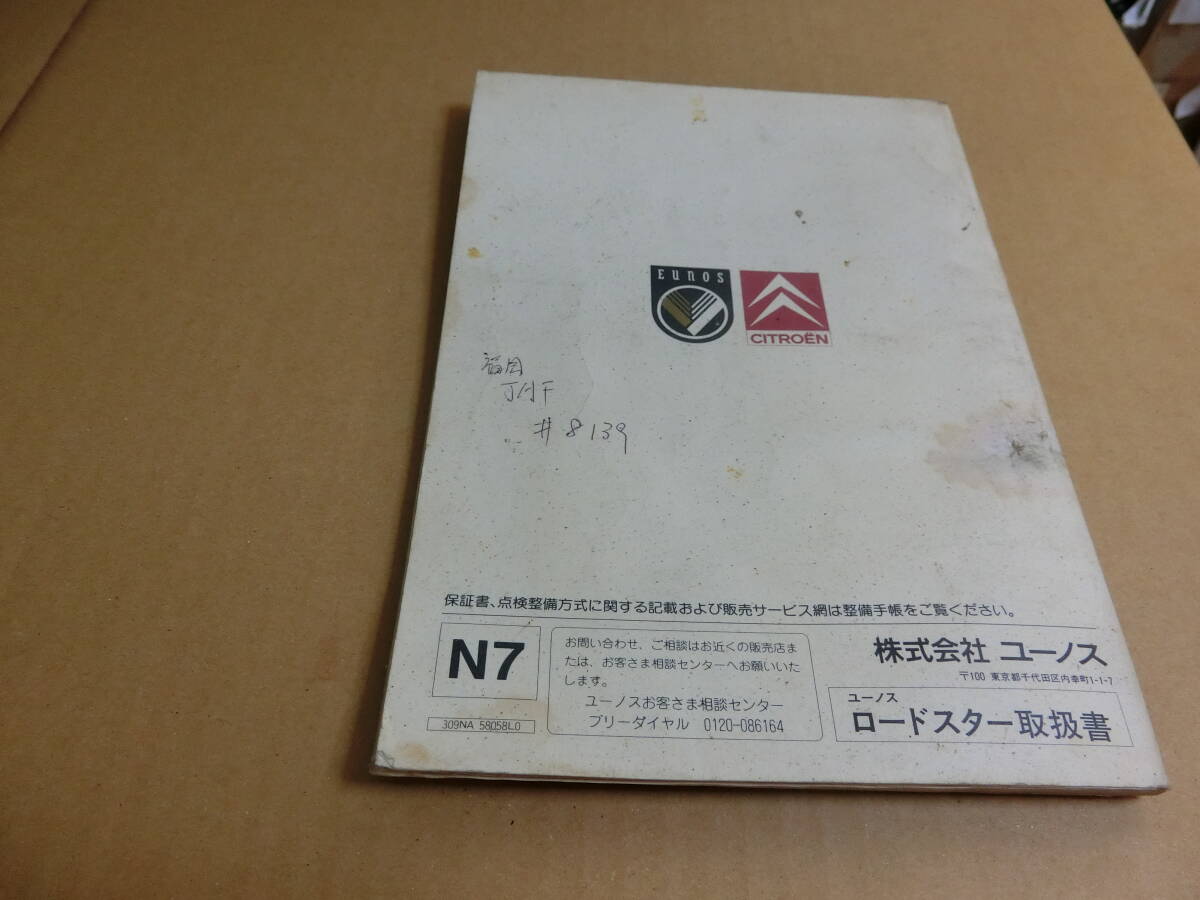 EUNOS
CITROËN
福岡
JAF
# 8139
保証書、点検整備方式に関する記載および販売サービス網は整備手帳をご覧ください。
N7
309NA 58058L0
お問い合わせ、ご相談はお近くの販売店ま
たは、お客さま相談センターへお願いいた
します。
ユーノスお客さま相談センター
フリーダイヤル 0120-086164
株式会社 ユーノス
〒100 東京都千代田区内幸町1-1-7
ユーノス
ロードスター取扱書